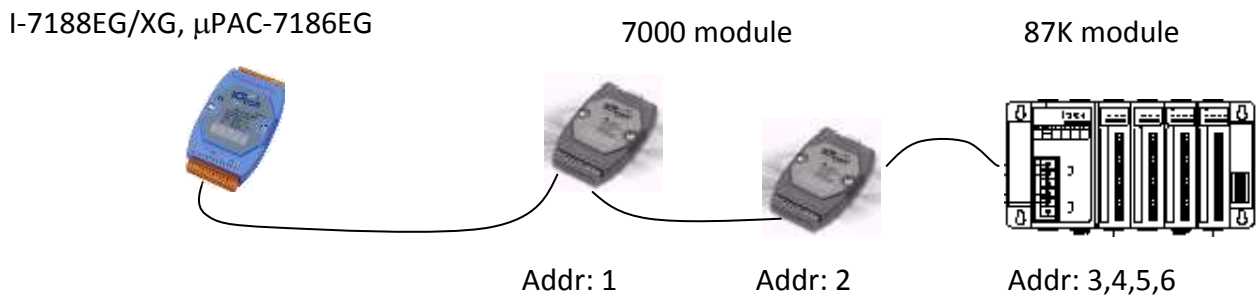 I-7188EG/XG, μPAC-7186EG
7000 module
87K module
Addr: 1
Addr: 2
Addr: 3,4,5,6